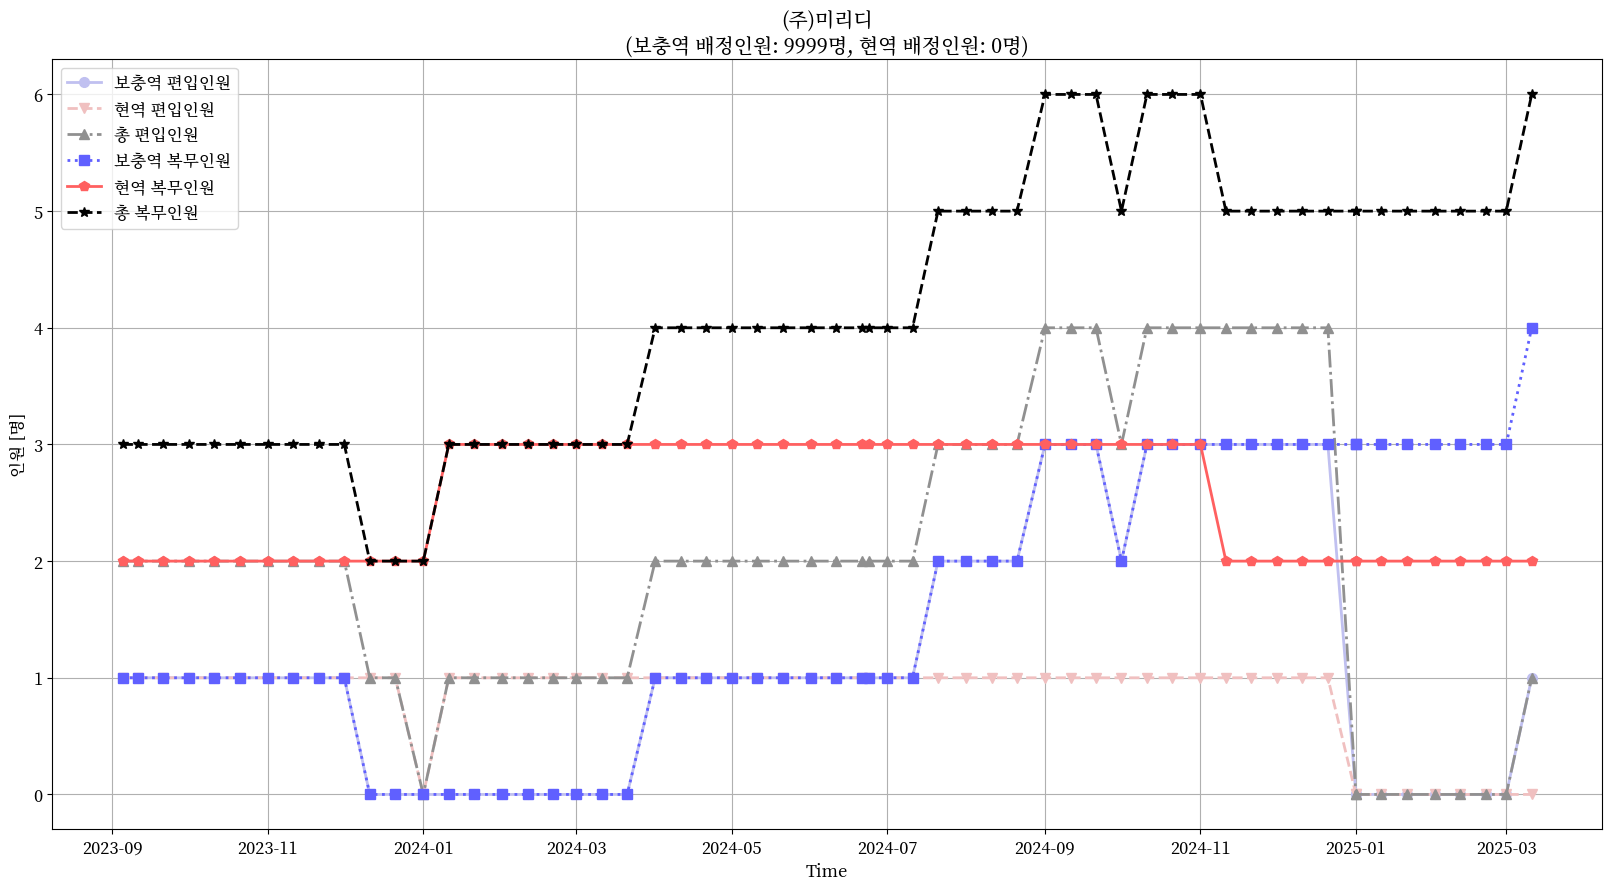 (주)미리디
(보충역 배정인원: 9999명, 현역 배정인원: 0명)
보충역 편입인원
현역 편입인원
총 편입인원
보충역 복무인원
현역 복무인원
총 복무인원
6
5
4
3
2
1
0
인원 [명]
2023-09 2023-11 2024-01 2024-03 2024-05 2024-07 2024-09 2024-11 2025-01 2025-03
Time